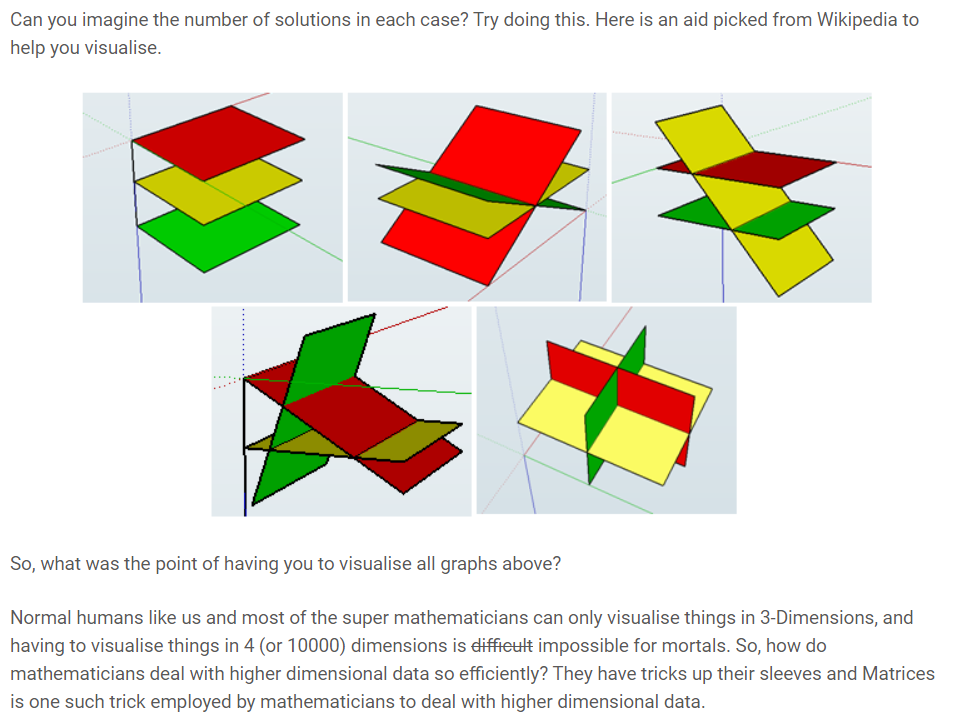 Can you imagine the number of solutions in each case? Try doing this. Here is an aid picked from Wikipedia to
help you visualise.
So, what was the point of having you to visualise all graphs above?
Normal humans like us and most of the super mathematicians can only visualise things in 3-Dimensions, and
having to visualise things in 4 (or 10000) dimensions is difficult impossible for mortals. So, how do
mathematicians deal with higher dimensional data so efficiently? They have tricks up their sleeves and Matrices
is one such trick employed by mathematicians to deal with higher dimensional data.